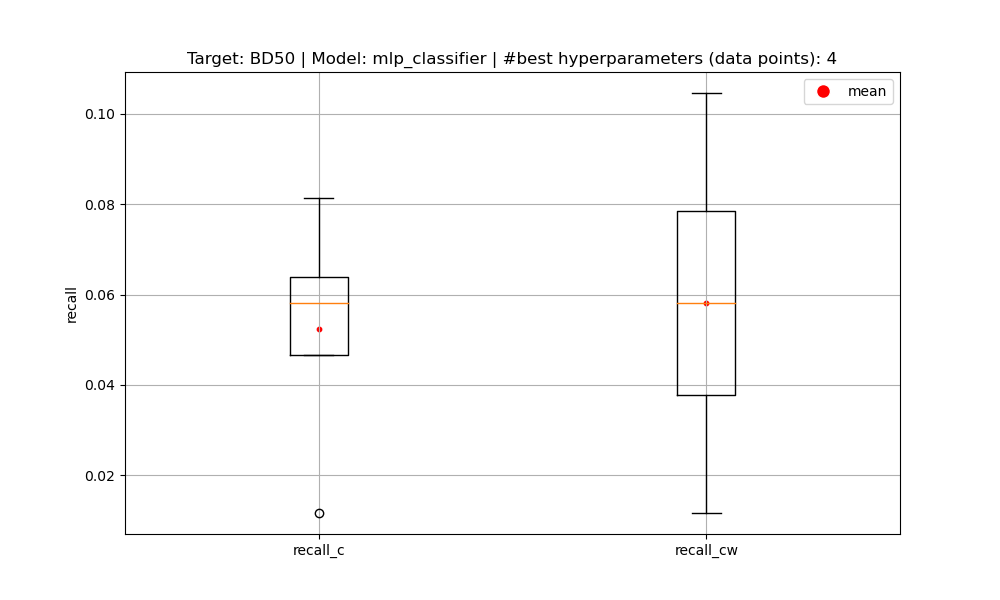 Target: BD50 | Model: mlp_classifier | #best hyperparameters (data points): 4
mean
0.10
0.08
0.06
0.04
0.02
recall
recall_c
recall_cw